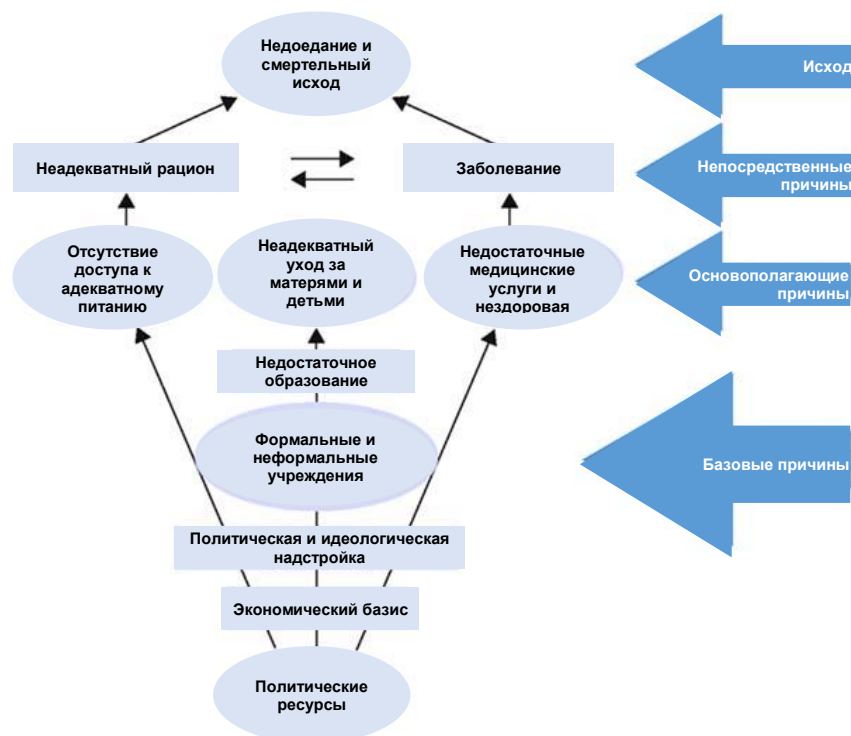 Недоедание и
смертельный
исход
Исход
Неадекватный рацион
Заболевание
Непосредственные
причины
Отсутствие
доступа к
адекватному
питанию
Неадекватный
уход за
матерями и
детьми
Недостаточные
медицинские
услуги и
нездоровая
Основополагающие
причины
Недостаточное
образование
Формальные и
неформальные
учреждения
Базовые причины
Политическая и идеологическая
надстройка
Экономический базис
Политические
ресурсы